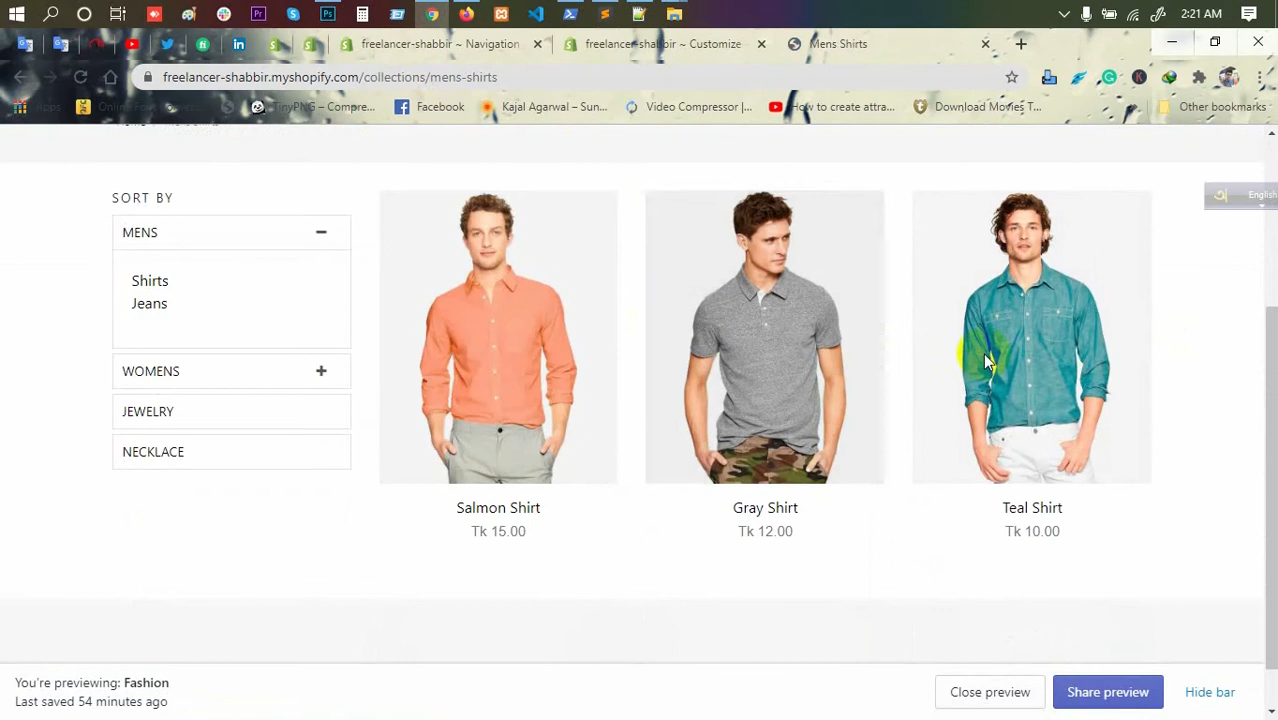 2:21 AM
freelancer-shabbir ~ Navigation
freelancer-shabbir ~ Customize
Mens Shirts
freelancer-shabbir.myshopify.com/collections/mens-shirts
Apps
TinyPNG – Compre...
Facebook
Kajal Agarwal – Sun...
Video Compressor |...
How to create attra...
Download Movies T...
Other bookmarks
English
SORT BY
MENS
Shirts
Jeans
WOMENS
JEWELRY
NECKLACE
Salmon Shirt
Tk 15.00
Gray Shirt
Tk 12.00
Teal Shirt
Tk 10.00
You're previewing: Fashion
Last saved 54 minutes ago
Close preview
Share preview
Hide bar